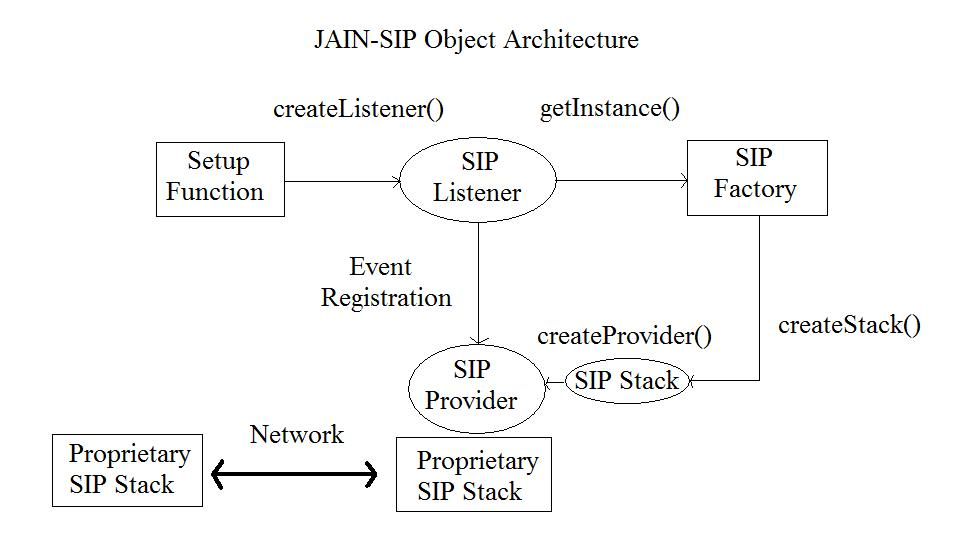 JAIN-SIP Object Architecture
createListener()
getInstance()
Setup
Function
SIP
Listener
SIP
Factory
Event
Registration
createProvider()
createStack()
SIP
Provider
SIP Stack
Network
Proprietary
SIP Stack
Proprietary
SIP Stack